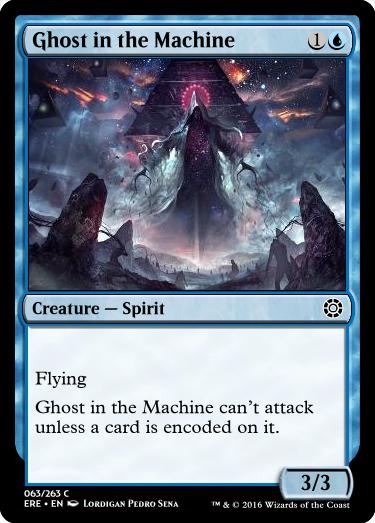 Ghost in the Machine 1
Creature — Spirit
Flying
Ghost in the Machine can't attack
unless a card is encoded on it.
3/3
063/263 C
ERE • EN Lordigan Pedro Sena
™ & © 2016 Wizards of the Coast